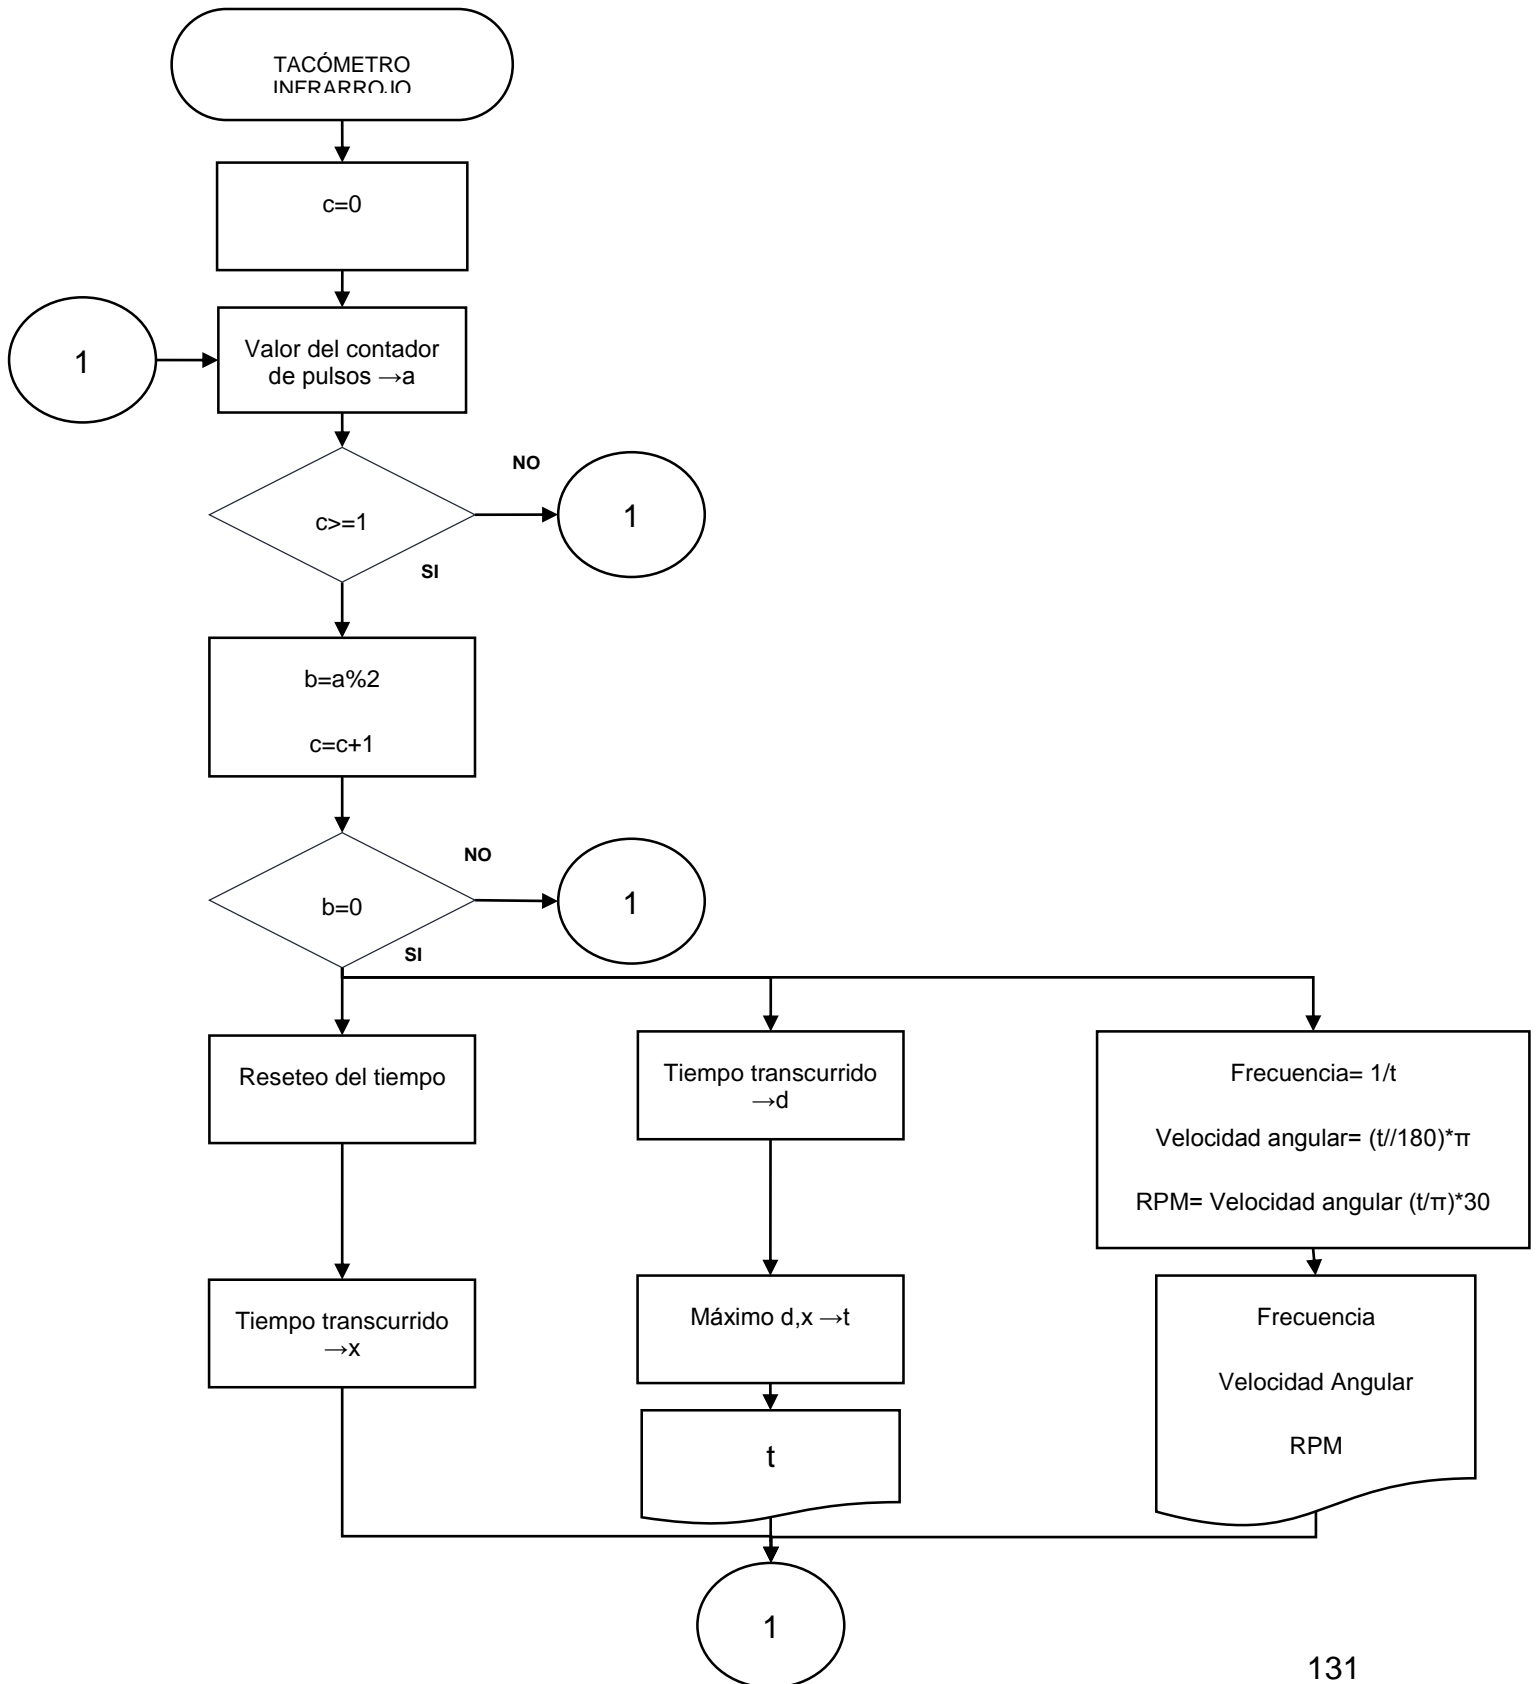 TACÓMETRO
INFRARROJO
c=0
1
Valor del contador
de pulsos →a
NO
c>=1
1
SI
b=a%2
c=c+1
NO
b=0
1
SI
Reseteo del tiempo
Tiempo transcurrido
→d
Frecuencia= 1/t
Velocidad angular= (t//180)*π
RPM= Velocidad angular (t/π)*30
Tiempo transcurrido
→x
Máximo d,x →t
t
Frecuencia
Velocidad Angular
RPM
1
131